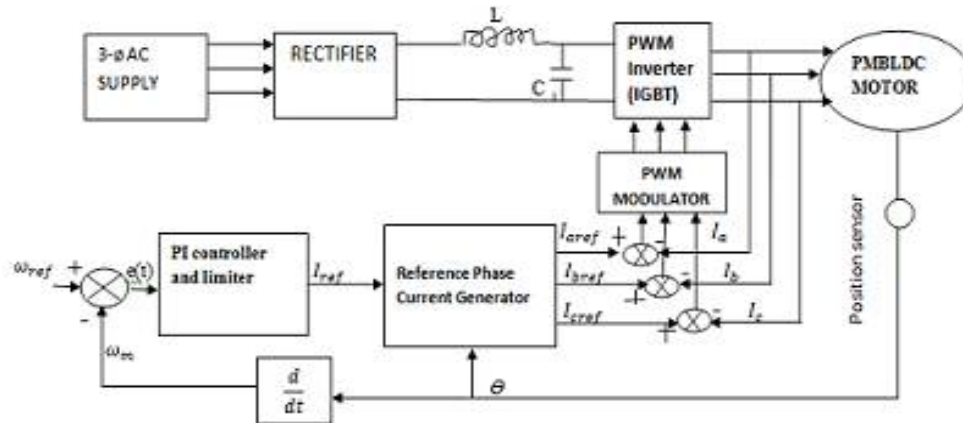 3-ø AC
SUPPLY
RECTIFIER
L
C
PWM
Inverter
(IGBT)
PMBLDC
MOTOR
PWM
MODULATOR
Position sensor
ω_ref
+
-
e(t)
PI controller
and limiter
I_ref
Reference Phase
Current Generator
I_aref
+
-
I_a
I_bref
+
-
I_b
I_cref
+
-
I_c
ω_m
d
dt
Θ